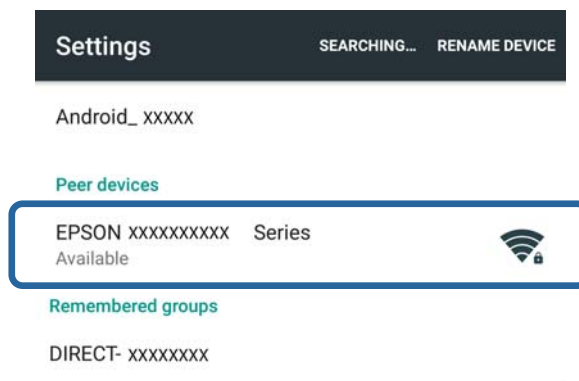 Settings SEARCHING... RENAME DEVICE
Android_ xxxxx
Peer devices
EPSON xxxxxxxxxx Series
Available
Remembered groups
DIRECT- xxxxxxxx